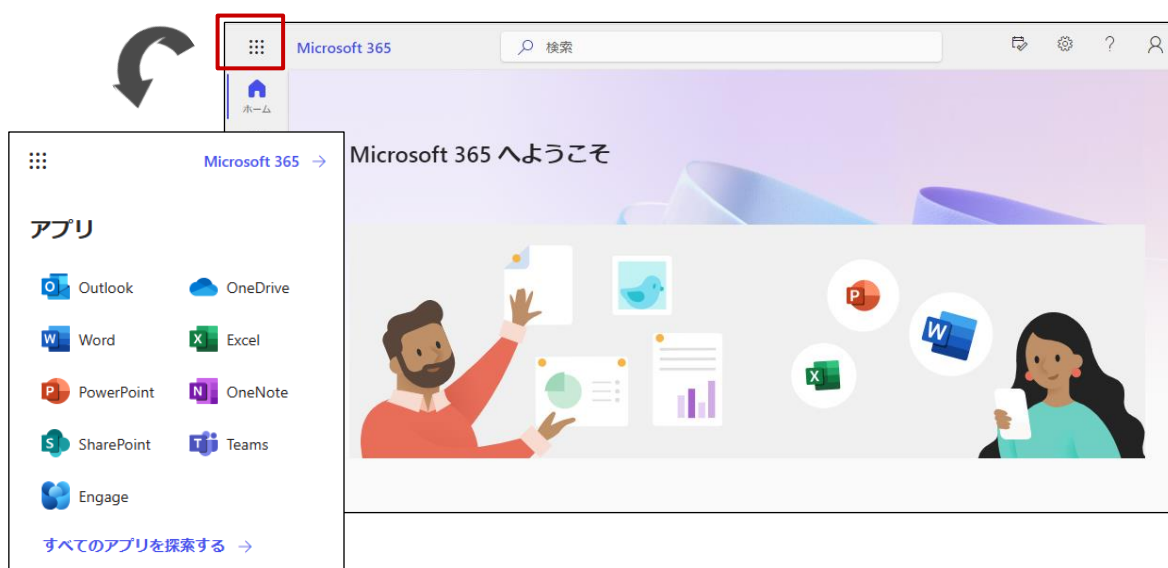 Microsoft 365
検索
?
ホーム
Microsoft 365 へようこそ
Microsoft 365 →
アプリ
Outlook
OneDrive
Word
Excel
PowerPoint
OneNote
SharePoint
Teams
Engage
すべてのアプリを探索する →